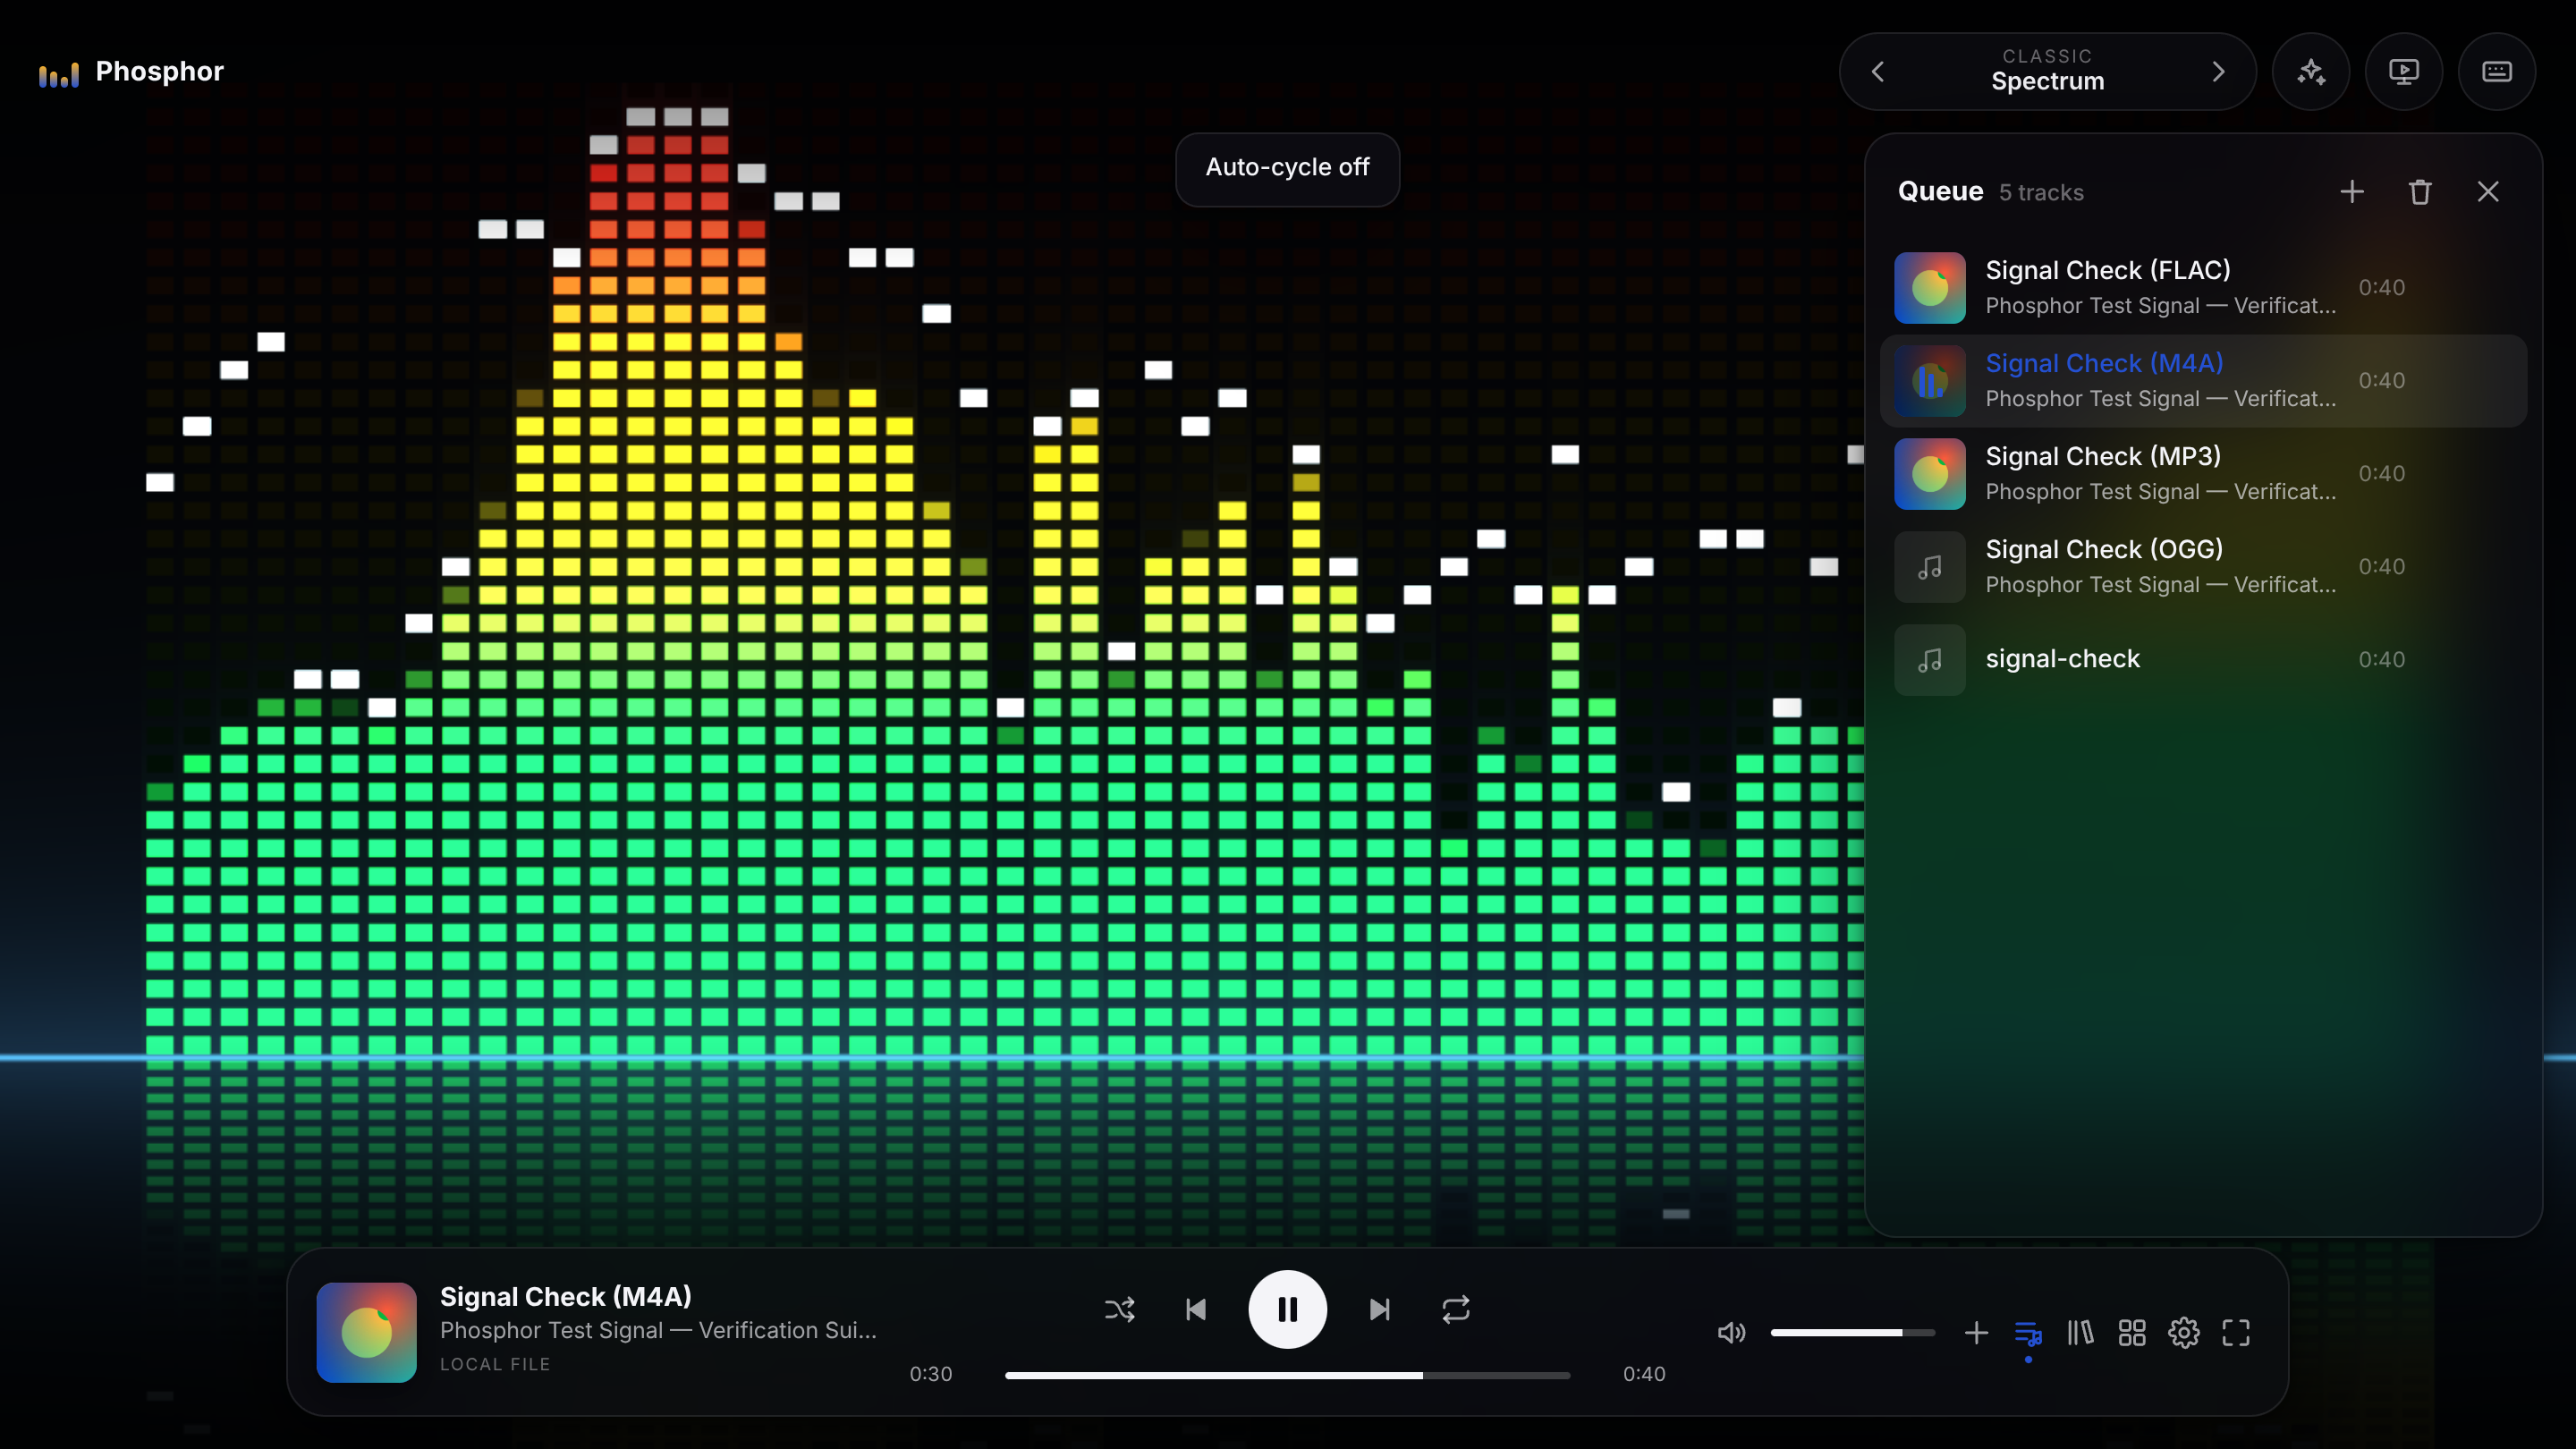 Phosphor
CLASSIC
Spectrum
Auto-cycle off
Queue 5 tracks
Signal Check (FLAC)
Phosphor Test Signal — Verificat...
0:40
Signal Check (M4A)
Phosphor Test Signal — Verificat...
0:40
Signal Check (MP3)
Phosphor Test Signal — Verificat...
0:40
Signal Check (OGG)
Phosphor Test Signal — Verificat...
0:40
signal-check
0:40
Signal Check (M4A)
Phosphor Test Signal — Verification Sui...
LOCAL FILE
0:30
0:40